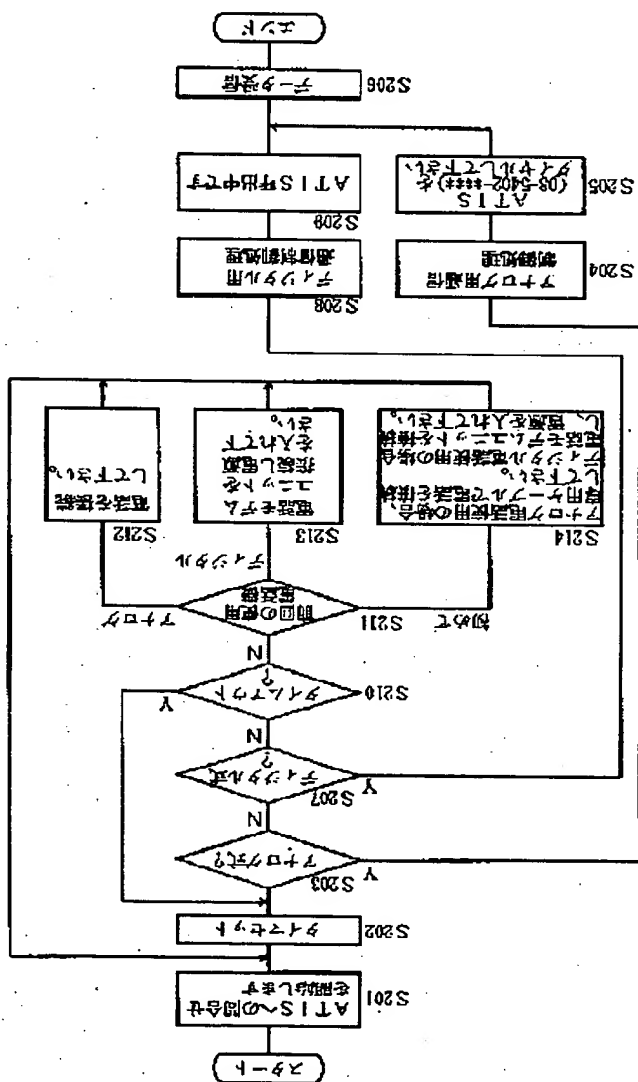 スタート
S201
ATISへの問合せ
を開始します
S202
タイマセット
S203
アナログ式?
Y
N
S207
ディジタル式
?
Y
N
S210
タイムアウト
?
Y
N
S211
前回の使用
電話機
初めて
ディジタル
アナログ
S214
アナログ電話使用の場合、
専用ケーブルで電話を接続
して下さい。
ディジタル電話使用の場合
電話モデムユニットを接続
し、電源を入れて下さい。
S213
電話モデム
ユニットを
接続し電源
を入れて下
さい。
S212
電話を接続
して下さい。
S204
アナログ用通信
制御処理
S205
ATIS
(03-5402-****)を
ダイヤルして下さい、
S208
ディジタル用
通信制御処理
S209
ATIS呼出中です
S206
データ受信
エンド